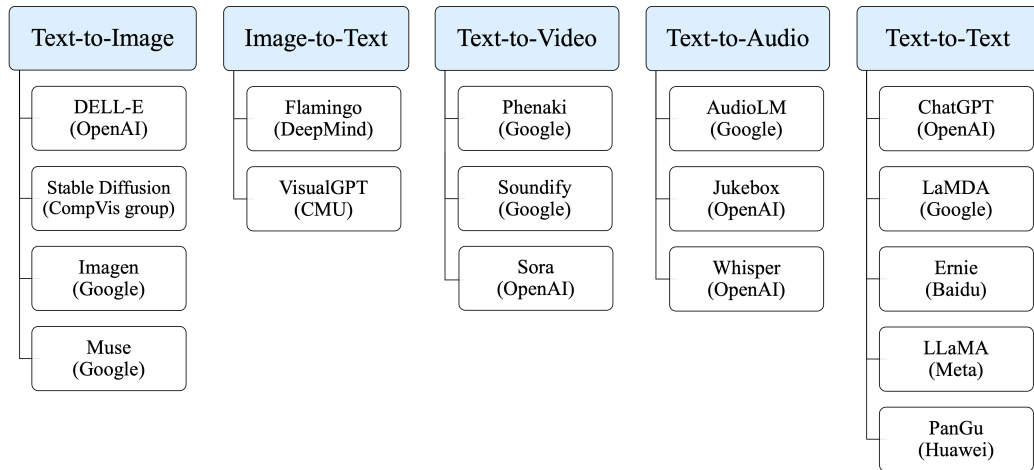 Text-to-Image
DELL-E
(OpenAI)
Stable Diffusion
(CompVis group)
Imagen
(Google)
Muse
(Google)
Image-to-Text
Flamingo
(DeepMind)
VisualGPT
(CMU)
Text-to-Video
Phenaki
(Google)
Soundify
(Google)
Sora
(OpenAI)
Text-to-Audio
AudioLM
(Google)
Jukebox
(OpenAI)
Whisper
(OpenAI)
Text-to-Text
ChatGPT
(OpenAI)
LaMDA
(Google)
Ernie
(Baidu)
LLaMA
(Meta)
PanGu
(Huawei)